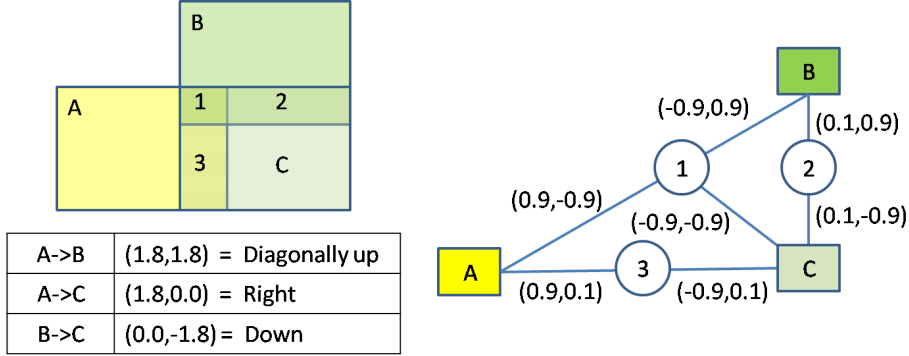 B
A
1
2
3
C
A->B (1.8,1.8) = Diagonally up
A->C (1.8,0.0) = Right
B->C (0.0,-1.8) = Down
B
(-0.9,0.9)
(0.1,0.9)
1
2
(0.9,-0.9)
(-0.9,-0.9)
(0.1,-0.9)
A
3
C
(0.9,0.1)
(-0.9,0.1)